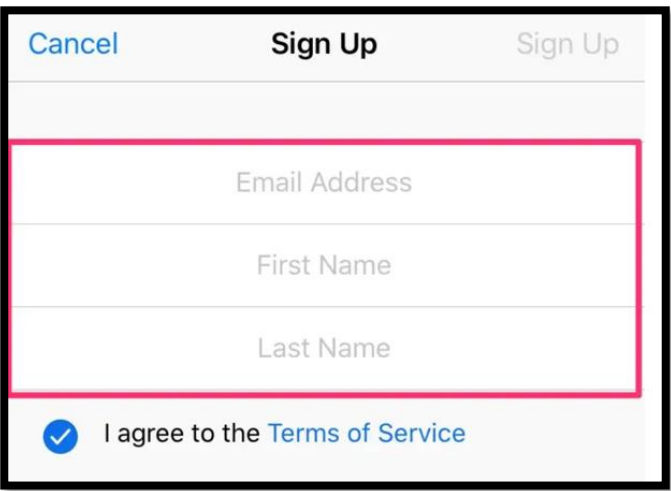 Cancel Sign Up Sign Up
Email Address
First Name
Last Name
I agree to the Terms of Service